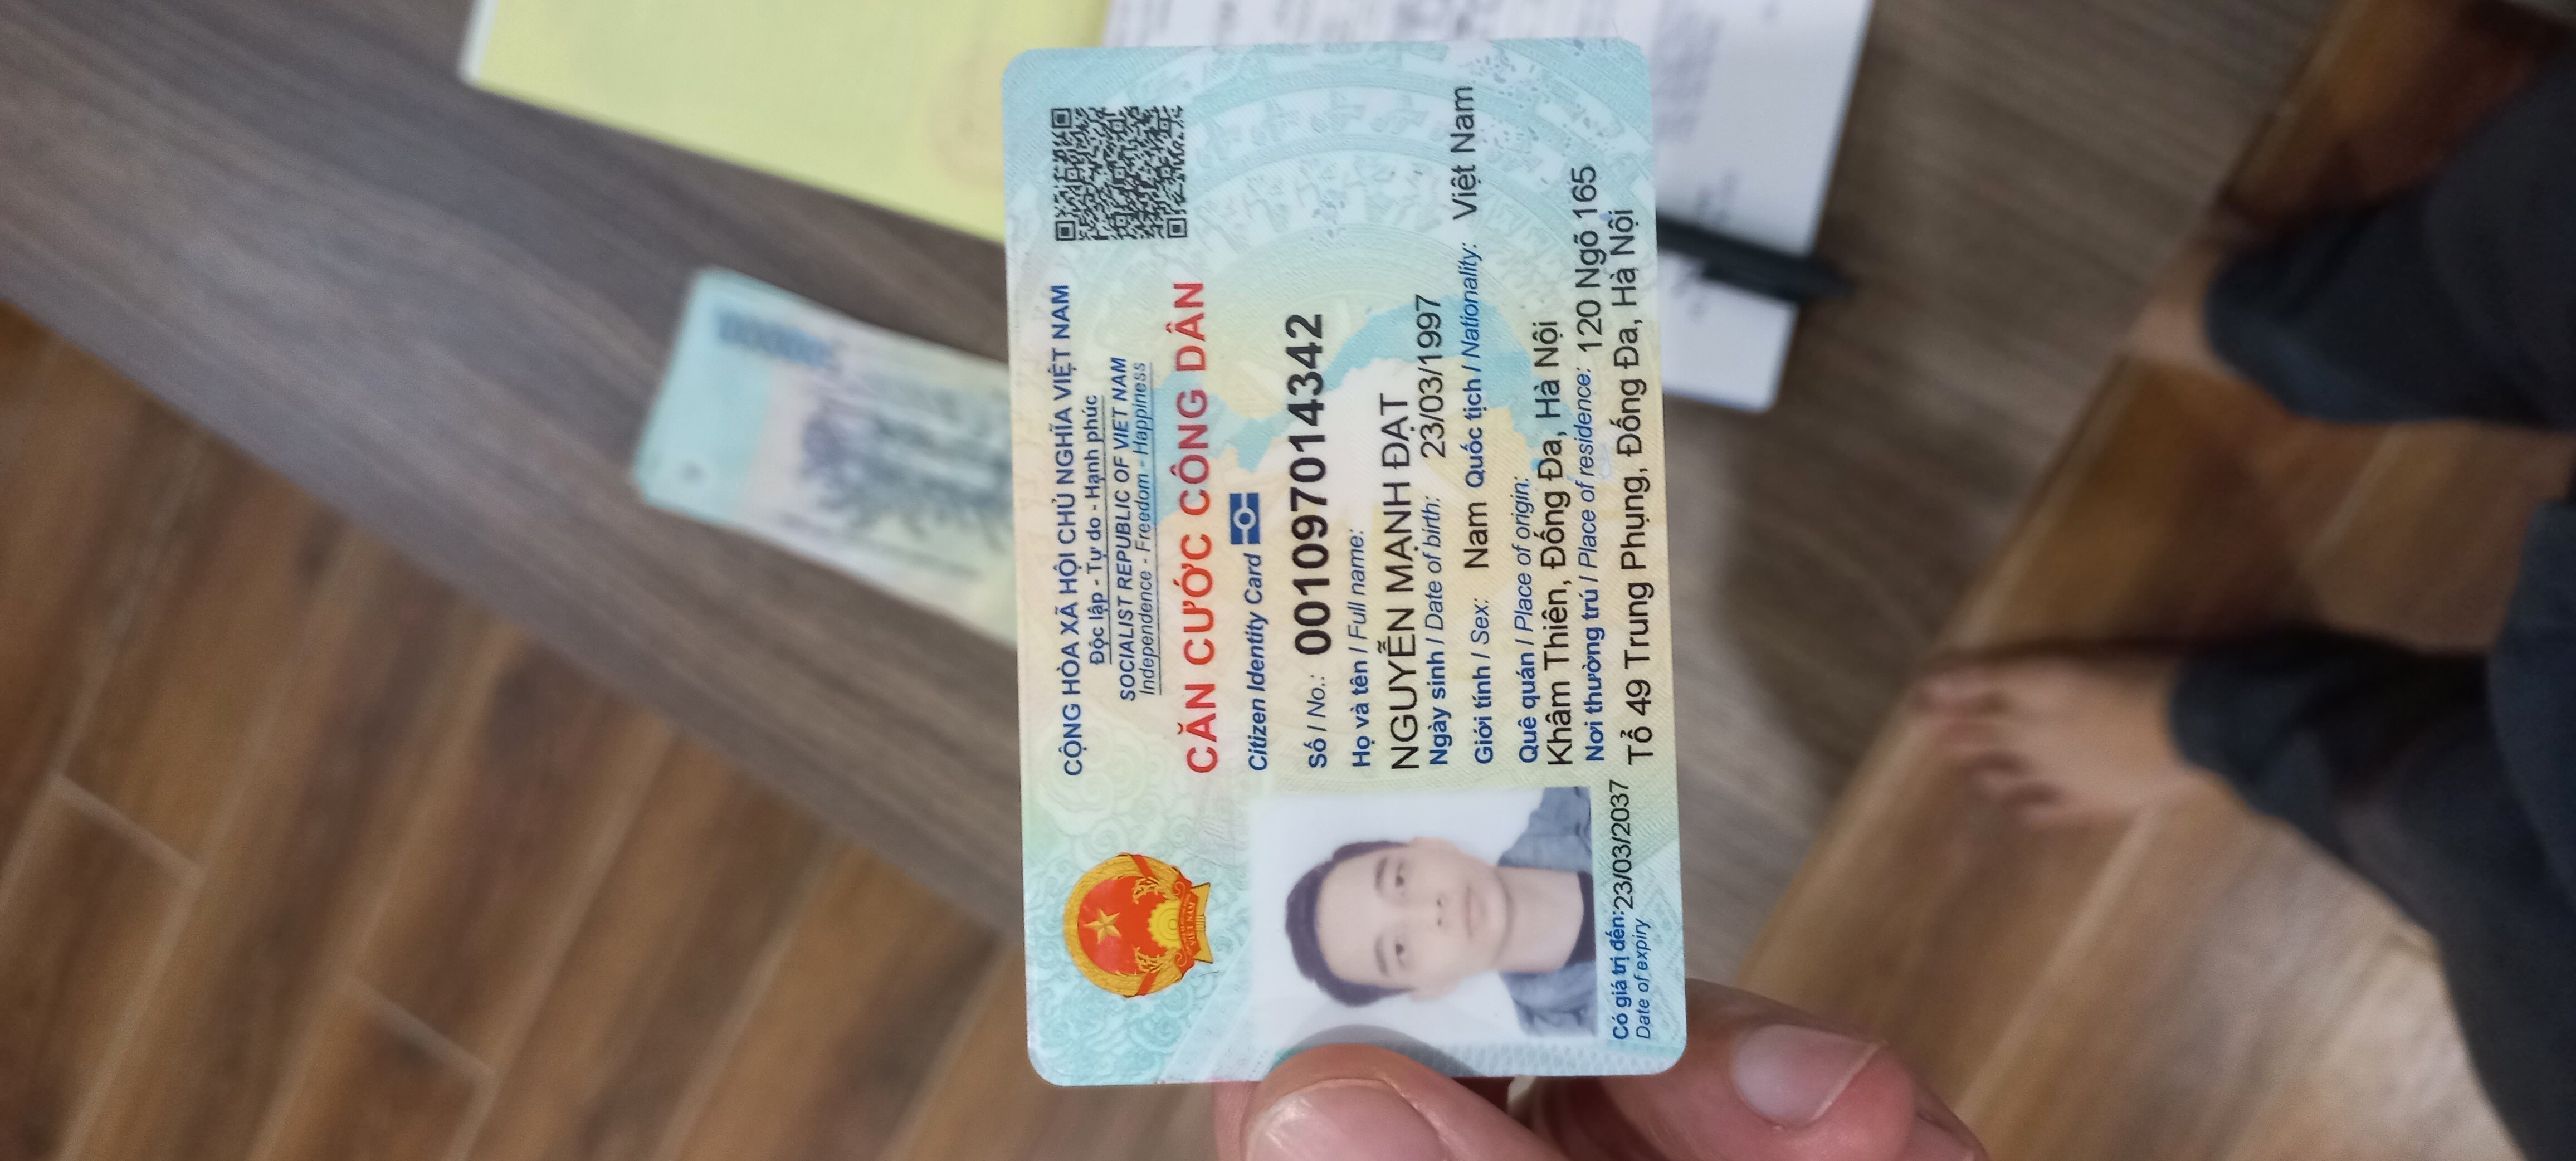 CỘNG HÒA XÃ HỘI CHỦ NGHĨA VIỆT NAM
Độc lập - Tự do - Hạnh phúc
SOCIALIST REPUBLIC OF VIET NAM
Independence - Freedom - Happiness
CĂN CƯỚC CÔNG DÂN
Citizen Identity Card
Số / No.: 001097014342
Họ và tên / Full name:
NGUYỄN MẠNH ĐẠT
Ngày sinh / Date of birth: 23/03/1997
Giới tính / Sex: Nam Quốc tịch / Nationality: Việt Nam
Quê quán / Place of origin:
Khâm Thiên, Đống Đa, Hà Nội
Nơi thường trú / Place of residence: 120 Ngõ 165
Tổ 49 Trung Phụng, Đống Đa, Hà Nội
Có giá trị đến: 23/03/2037
Date of expiry
VIỆT NAM